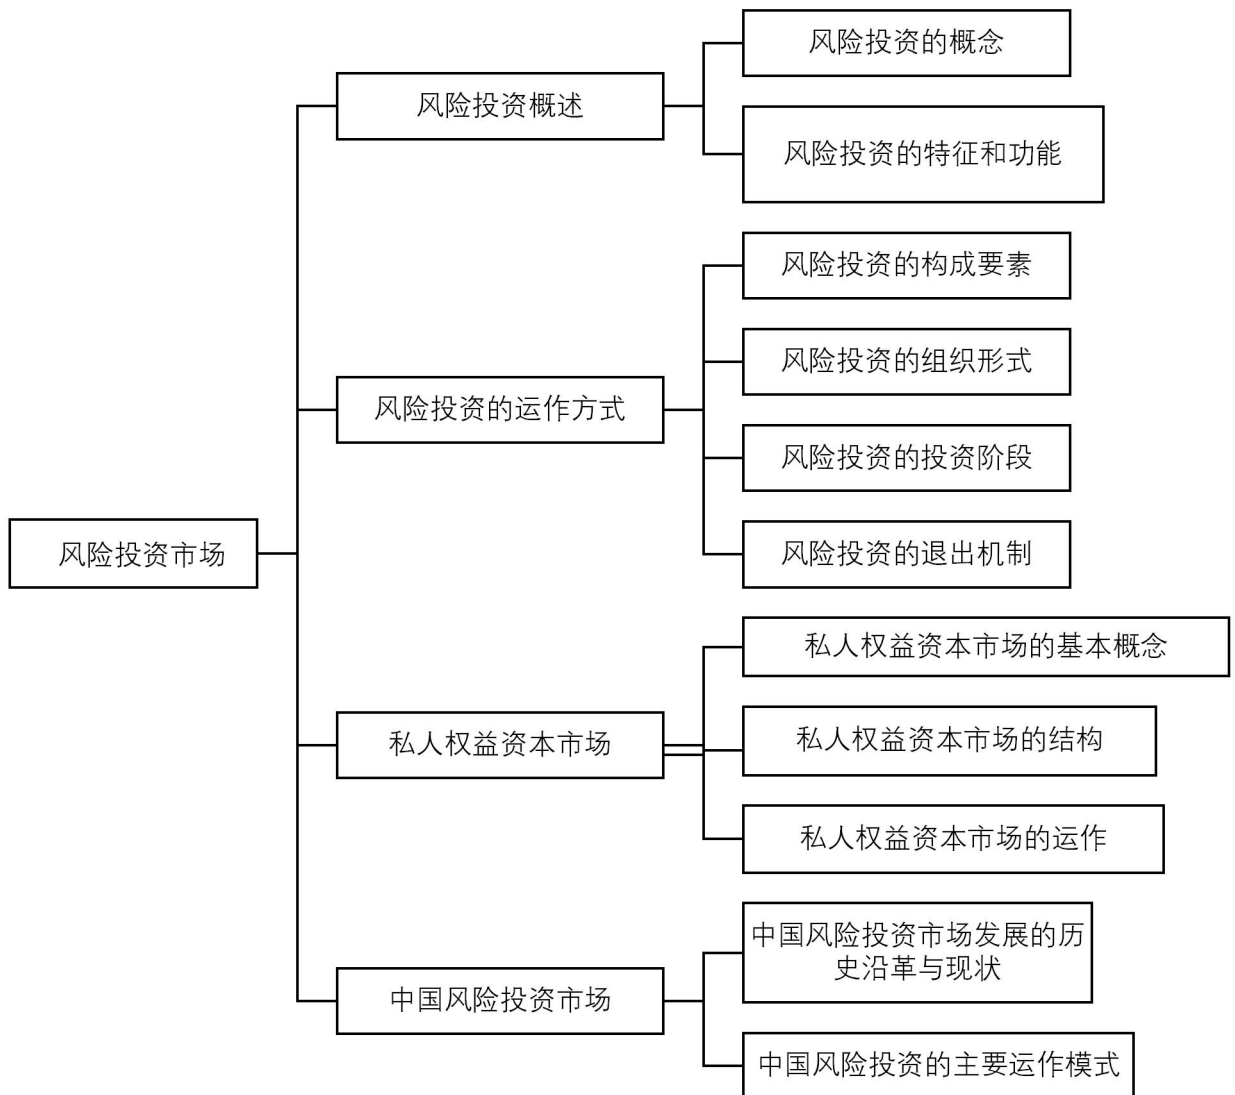 风险投资市场
风险投资概述
风险投资的概念
风险投资的特征和功能
风险投资的运作方式
风险投资的构成要素
风险投资的组织形式
风险投资的投资阶段
风险投资的退出机制
私人权益资本市场
私人权益资本市场的基本概念
私人权益资本市场的结构
私人权益资本市场的运作
中国风险投资市场
中国风险投资市场发展的历
史沿革与现状
中国风险投资的主要运作模式